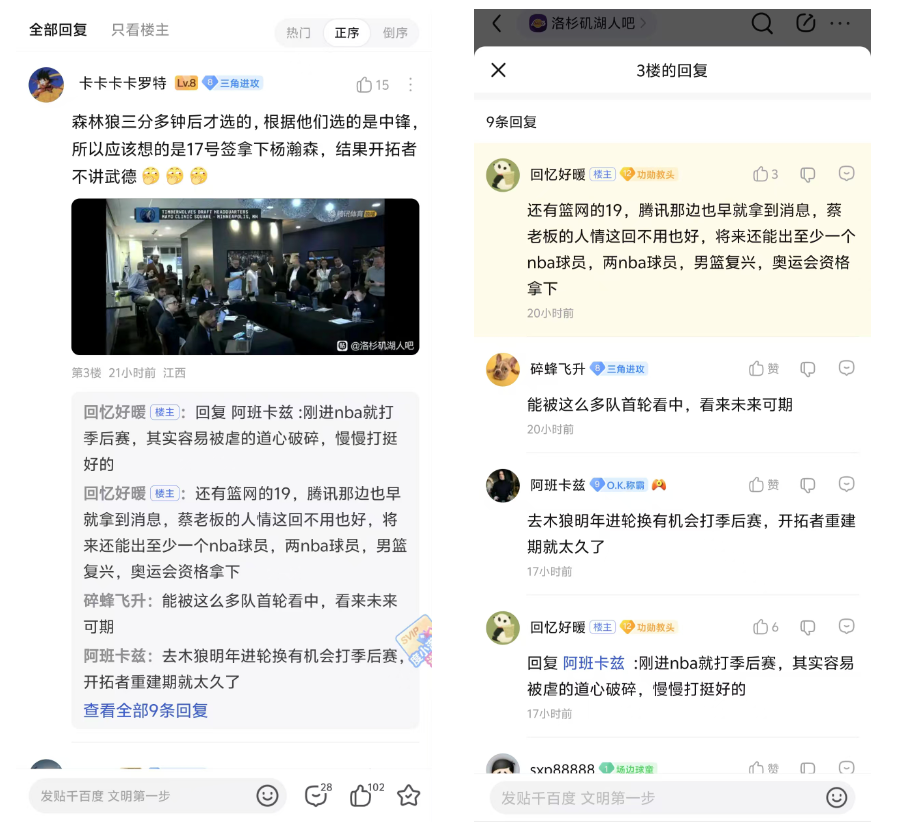 全部回复 只看楼主 热门 正序 倒序
卡卡卡卡罗特 Lv.8 8 三角进攻 15
森林狼三分多钟后才选的,根据他们选的是中锋,
所以应该想的是17号签拿下杨瀚森，结果开拓者
不讲武德
TIMBERWOLVES DRAFT HEADQUARTERS
MAYO CLINIC SQUARE - MINNEAPOLIS, MN
腾讯体育
@洛杉矶湖人吧
第3楼 21小时前 江西
回忆好暖 楼主：回复 阿班卡兹 :刚进nba就打
季后赛，其实容易被虐的道心破碎，慢慢打挺
好的
回忆好暖 楼主：还有篮网的19，腾讯那边也早
就拿到消息，蔡老板的人情这回不用也好，将
来还能出至少一个nba球员，两nba球员，男篮
复兴，奥运会资格拿下
碎蜂飞升：能被这么多队首轮看中，看来未来
可期
阿班卡兹：去木狼明年进轮换有机会打季后赛，
开拓者重建期就太久了
查看全部9条回复
SVIP
发贴千百度 文明第一步 28 102
洛杉矶湖人吧
3楼的回复
9条回复
回忆好暖 楼主 12 功勋教头 3
还有篮网的19，腾讯那边也早就拿到消息，蔡
老板的人情这回不用也好，将来还能出至少一个
nba球员，两nba球员，男篮复兴，奥运会资格
拿下
20小时前
碎蜂飞升 8 三角进攻 赞
能被这么多队首轮看中，看来未来可期
20小时前
阿班卡兹 9 O.K.称霸 赞
去木狼明年进轮换有机会打季后赛，开拓者重建
期就太久了
17小时前
回忆好暖 楼主 12 功勋教头 6
回复 阿班卡兹 :刚进nba就打季后赛，其实容易
被虐的道心破碎，慢慢打挺好的
17小时前
sxp88888 1 场边球童 赞
发贴千百度 文明第一步